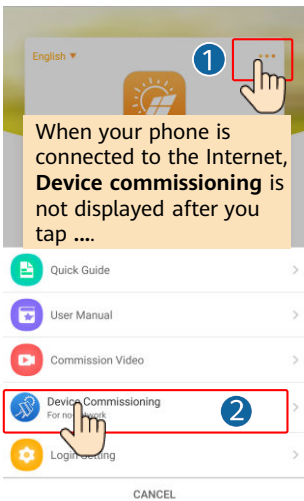 English ▼
1
...
When your phone is
connected to the Internet,
Device commissioning is
not displayed after you
tap ....
Quick Guide
User Manual
Commission Video
Device Commissioning
For no network
2
Login Setting
CANCEL